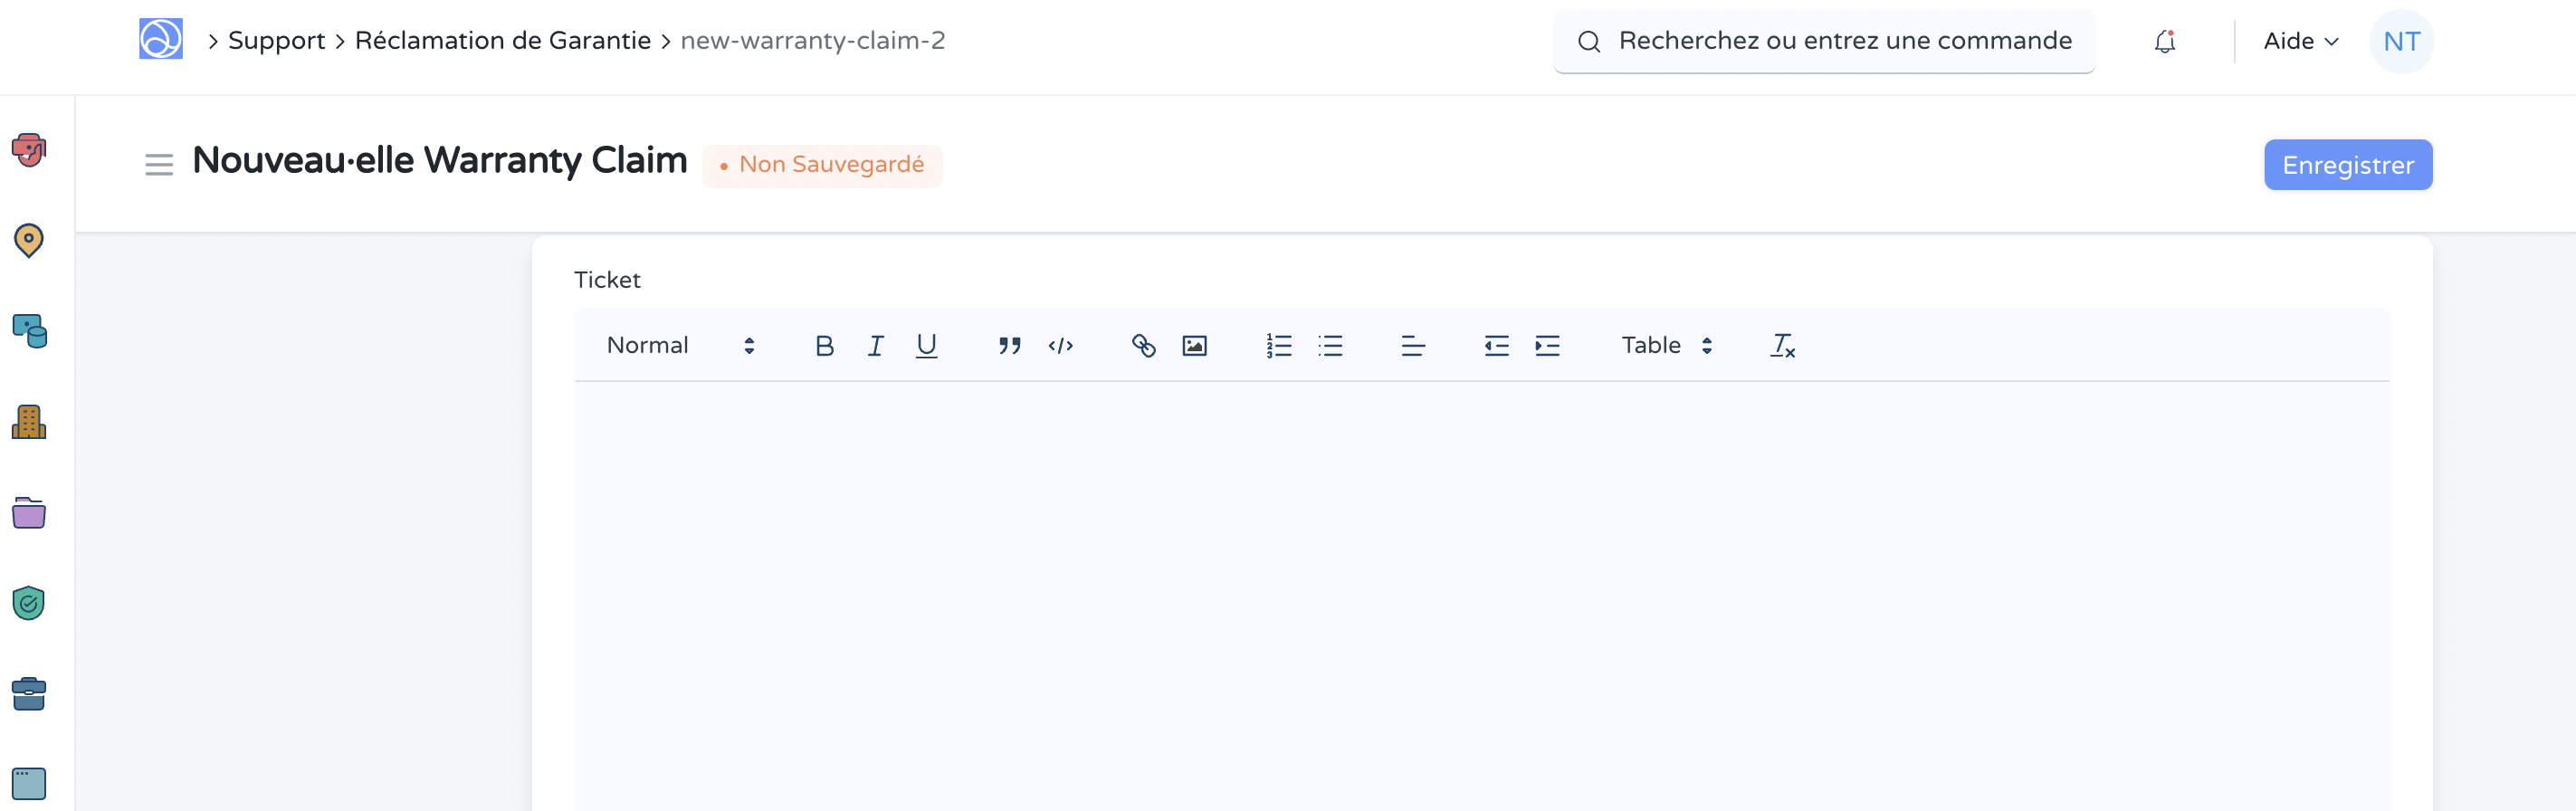 > Support > Réclamation de Garantie > new-warranty-claim-2
Recherchez ou entrez une commande
Aide
NT
Nouveau·elle Warranty Claim
• Non Sauvegardé
Enregistrer
Ticket
Normal
B I U
Table